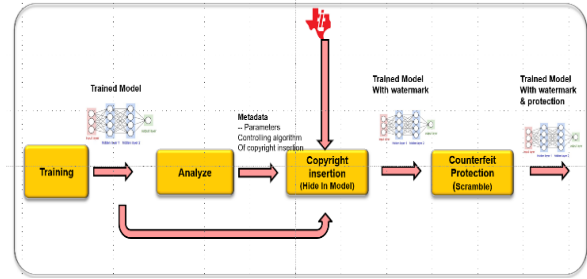 Trained Model
Metadata
-- Parameters
Controlling algorithm
Of copyright insertion
Trained Model
With watermark
Trained Model
With watermark
& protection
Training
Analyze
Copyright
insertion
(Hide In Model)
Counterfeit
Protection
(Scramble)